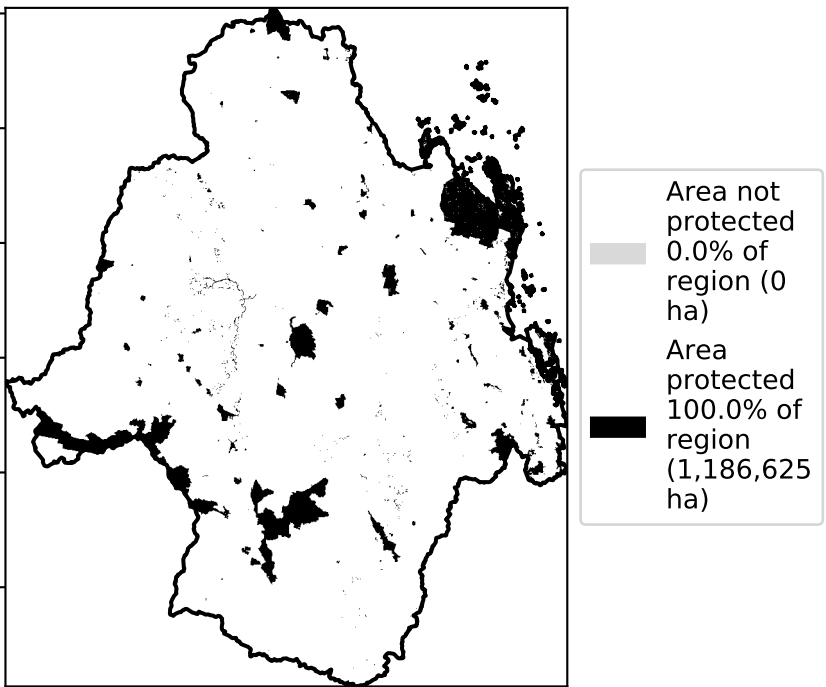 Area not
protected
0.0% of
region (0
ha)
Area
protected
100.0% of
region
(1,186,625
ha)